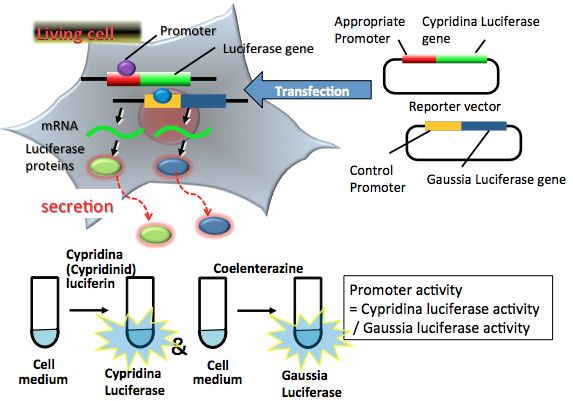 Living cell
Promoter
Luciferase gene
Appropriate
Promoter
Cypridina Luciferase
gene
Transfection
Reporter vector
mRNA
Luciferase
proteins
Control
Promoter
Gaussia Luciferase gene
secretion
Cypridina
(Cypridinid)
luciferin
Coelenterazine
Promoter activity
= Cypridina luciferase activity
/ Gaussia luciferase activity
&
Cell
medium
Cypridina
Luciferase
Cell
medium
Gaussia
Luciferase